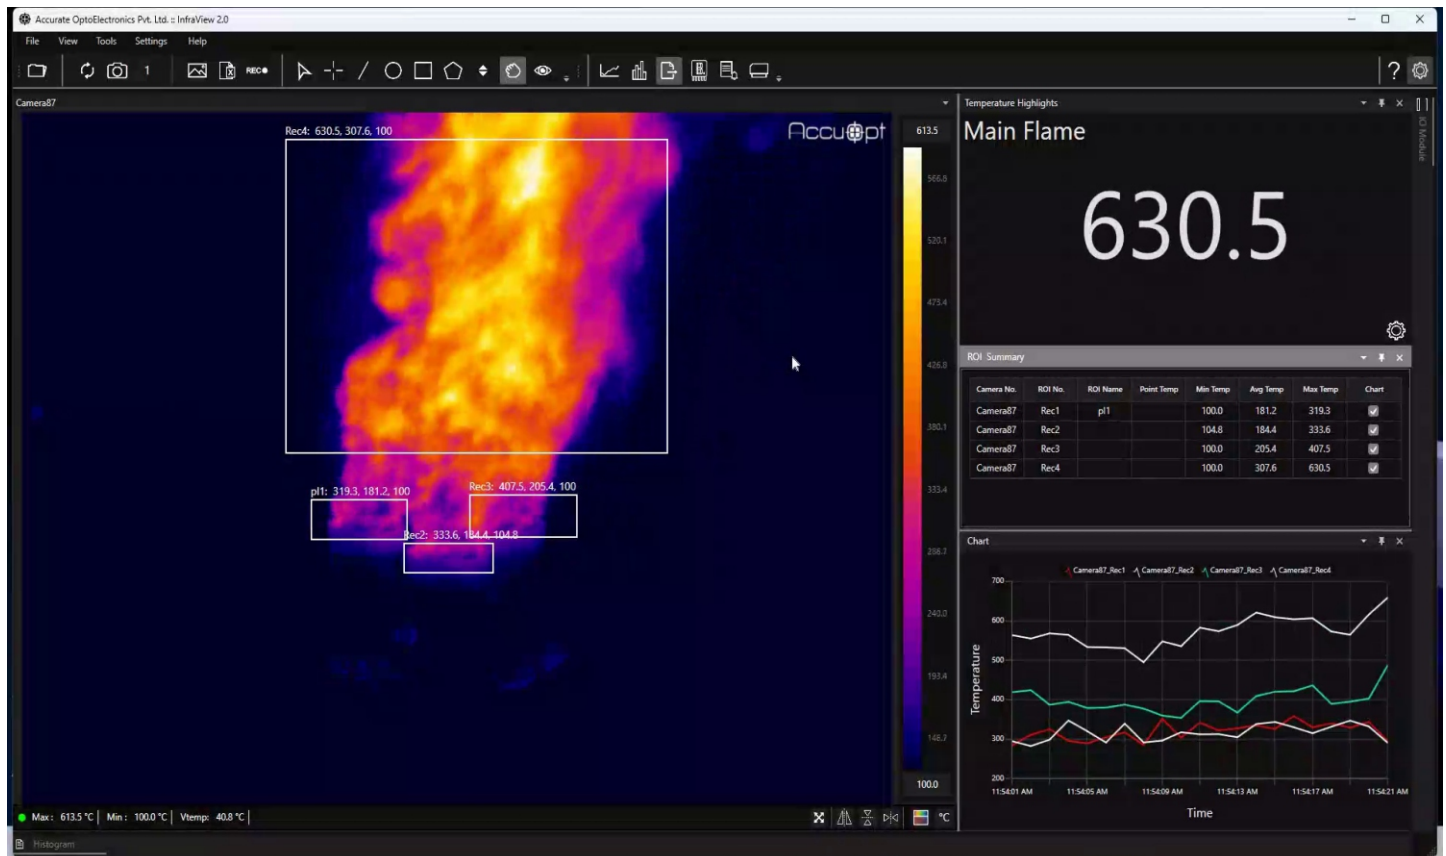 Accurate OptoElectronics Pvt. Ltd. :: InfraView 2.0
File View Tools Settings Help
1 REC
Camera87
Rec4: 630.5, 307.6, 100
Accuopt
pl1: 319.3, 181.2, 100
Rec3: 407.5, 205.4, 100
Rec2: 333.6, 184.4, 104.8
613.5
566.8
520.1
473.4
426.8
380.1
333.4
286.7
240.0
193.4
146.7
100.0
Max: 613.5 °C Min: 100.0 °C Vtemp: 40.8 °C
°C
Histogram
Temperature Highlights
Main Flame
630.5
IO Module
ROI Summary
Camera No. ROI No. ROI Name Point Temp Min Temp Avg Temp Max Temp Chart
Camera87 Rec1 pl1 100.0 181.2 319.3
Camera87 Rec2 104.8 184.4 333.6
Camera87 Rec3 100.0 205.4 407.5
Camera87 Rec4 100.0 307.6 630.5
Chart
Camera87_Rec1 Camera87_Rec2 Camera87_Rec3 Camera87_Rec4
700
600
500
400
300
200
Temperature
11:54:01 AM 11:54:05 AM 11:54:09 AM 11:54:13 AM 11:54:17 AM 11:54:21 AM
Time